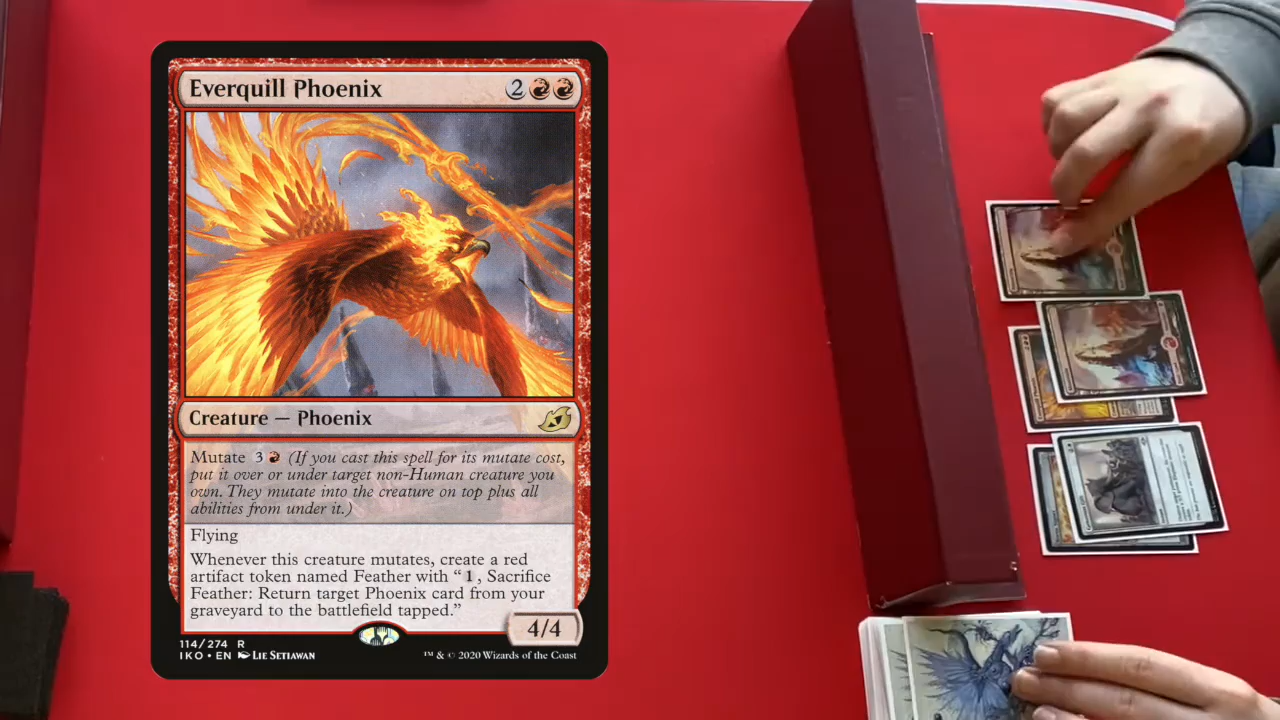 Everquill Phoenix 2
Creature — Phoenix
Mutate 3 (If you cast this spell for its mutate cost,
put it over or under target non-Human creature you
own. They mutate into the creature on top plus all
abilities from under it.)
Flying
Whenever this creature mutates, create a red
artifact token named Feather with “1, Sacrifice
Feather: Return target Phoenix card from your
graveyard to the battlefield tapped.”
4/4
114/274 R
IKO • EN Lie Setiawan
™ & © 2020 Wizards of the Coast